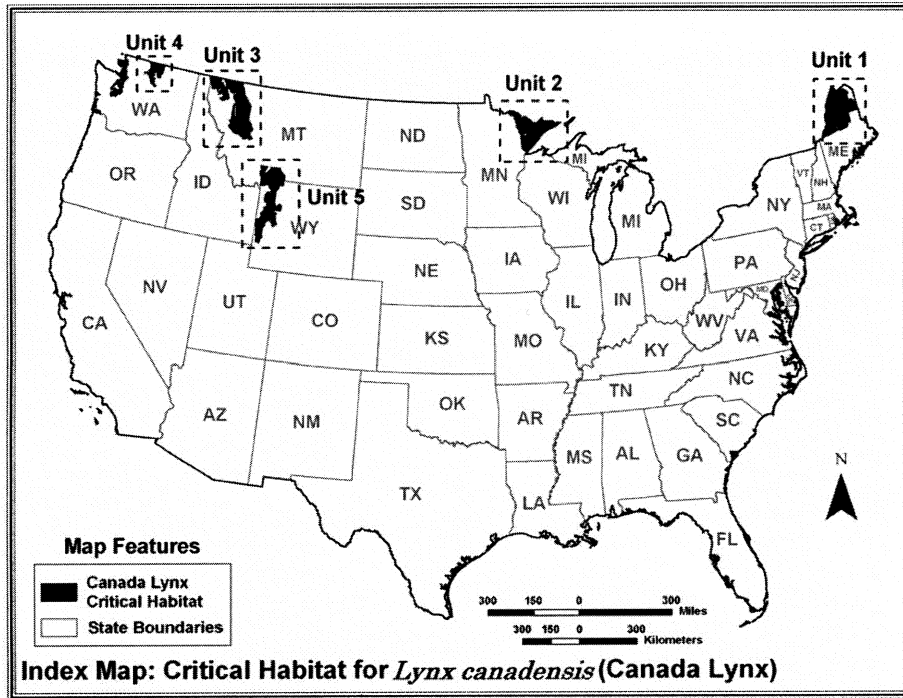 Unit 4
Unit 3
Unit 2
Unit 1
WA
MT
ND
MN
MI
ME
VT
NH
OR
ID
Unit 5
WY
SD
WI
MI
NY
MA
CT
NV
NE
IA
PA
NJ
CA
UT
CO
IL
IN
OH
MD
WV
VA
KS
MO
KY
NC
TN
AZ
NM
OK
AR
SC
MS
AL
GA
TX
LA
FL
N
Map Features
Canada Lynx
Critical Habitat
State Boundaries
300 150 0 300
Miles
300 150 0 300
Kilometers
Index Map: Critical Habitat for Lynx canadensis (Canada Lynx)